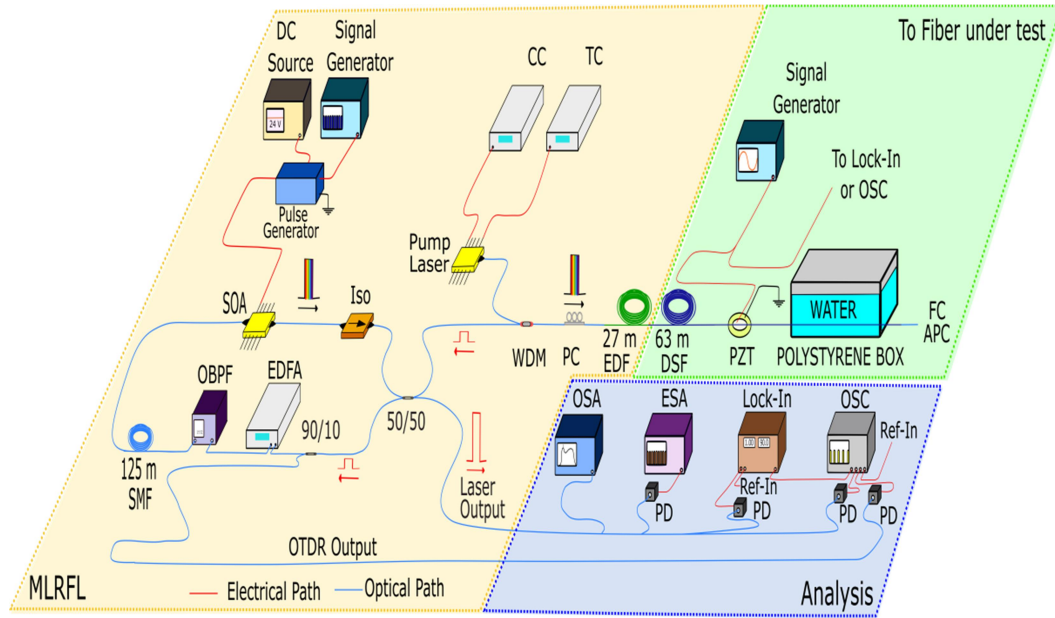 DC
Source
Signal
Generator
CC
TC
To Fiber under test
Signal
Generator
24 V
To Lock-In
or OSC
Pulse
Generator
Pump
Laser
SOA
Iso
WATER
FC
APC
WDM
PC
27 m
EDF
63 m
DSF
PZT
POLYSTYRENE BOX
OBPF
EDFA
90/10
50/50
OSA
ESA
Lock-In
OSC
Ref-In
125 m
SMF
Laser
Output
Ref-In
PD
PD
PD
PD
OTDR Output
MLRFL
Electrical Path
Optical Path
Analysis